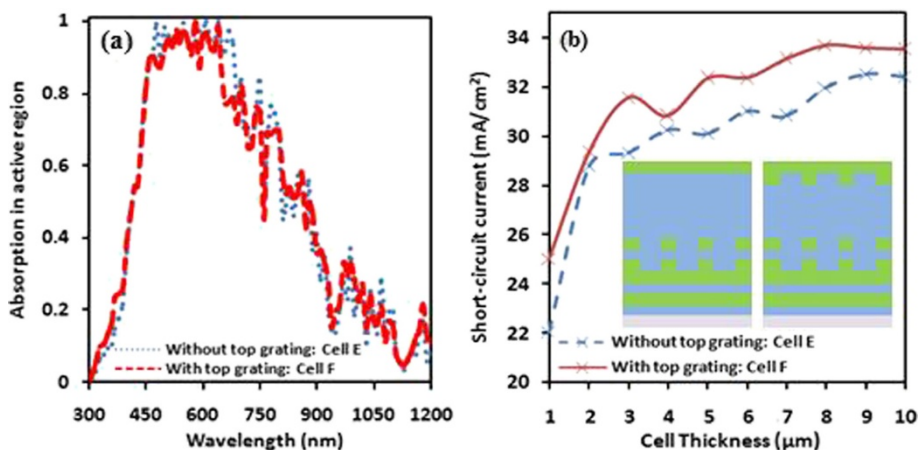 (a)
Absorption in active region
1
0.8
0.6
0.4
0.2
0
Without top grating: Cell E
With top grating: Cell F
300 450 600 750 900 1050 1200
Wavelength (nm)
(b)
Short-circuit current (mA/cm²)
34
32
30
28
26
24
22
20
Without top grating: Cell E
With top grating: Cell F
1 2 3 4 5 6 7 8 9 10
Cell Thickness (μm)